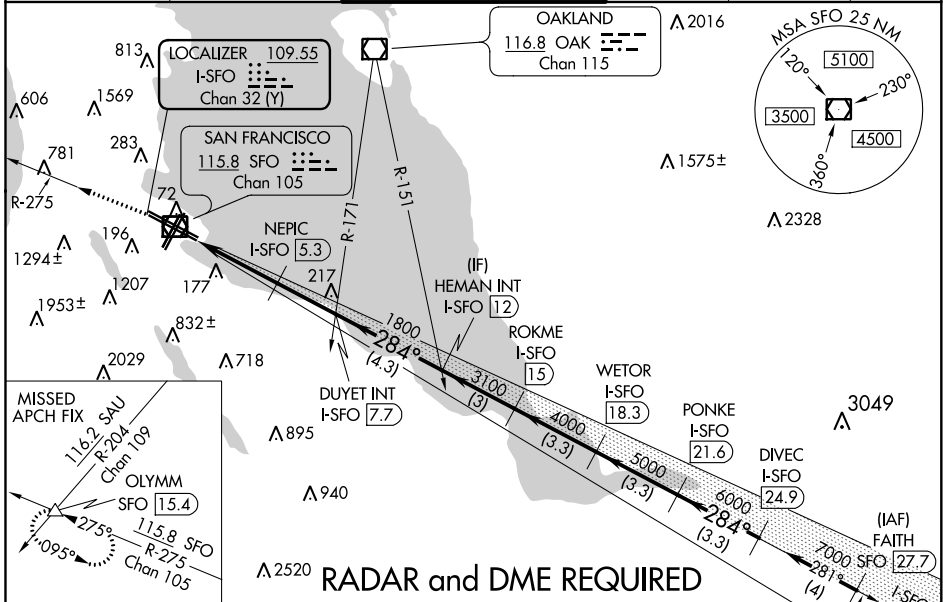 OAKLAND
116.8 OAK
Chan 115
2016
MSA SFO 25 NM
120°
5100
230°
3500
4500
360°
813
LOCALIZER 109.55
I-SFO
Chan 32 (Y)
606
1569
283
SAN FRANCISCO
115.8 SFO
Chan 105
781
R-275
72
R-171
R-151
1575±
2328
NEPIC
I-SFO 5.3
196
1294±
177
217
(IF)
HEMAN INT
I-SFO 12
1207
1953±
832±
1800
284°
(4.3)
ROKME
I-SFO
15
2029
718
DUYET INT
I-SFO 7.7
3100
(3)
WETOR
I-SFO
18.3
4000
(3.3)
PONKE
I-SFO
21.6
3049
895
5000
(3.3)
DIVEC
I-SFO
24.9
940
6000
284°
(3.3)
(IAF)
FAITH
SFO 27.7
7000
281°
(4)
I-SFO
2520
MISSED
APCH FIX
116.2 SAU
R-204
Chan 109
OLYMM
SFO 15.4
275°
095°
115.8 SFO
R-275
Chan 105
RADAR and DME REQUIRED